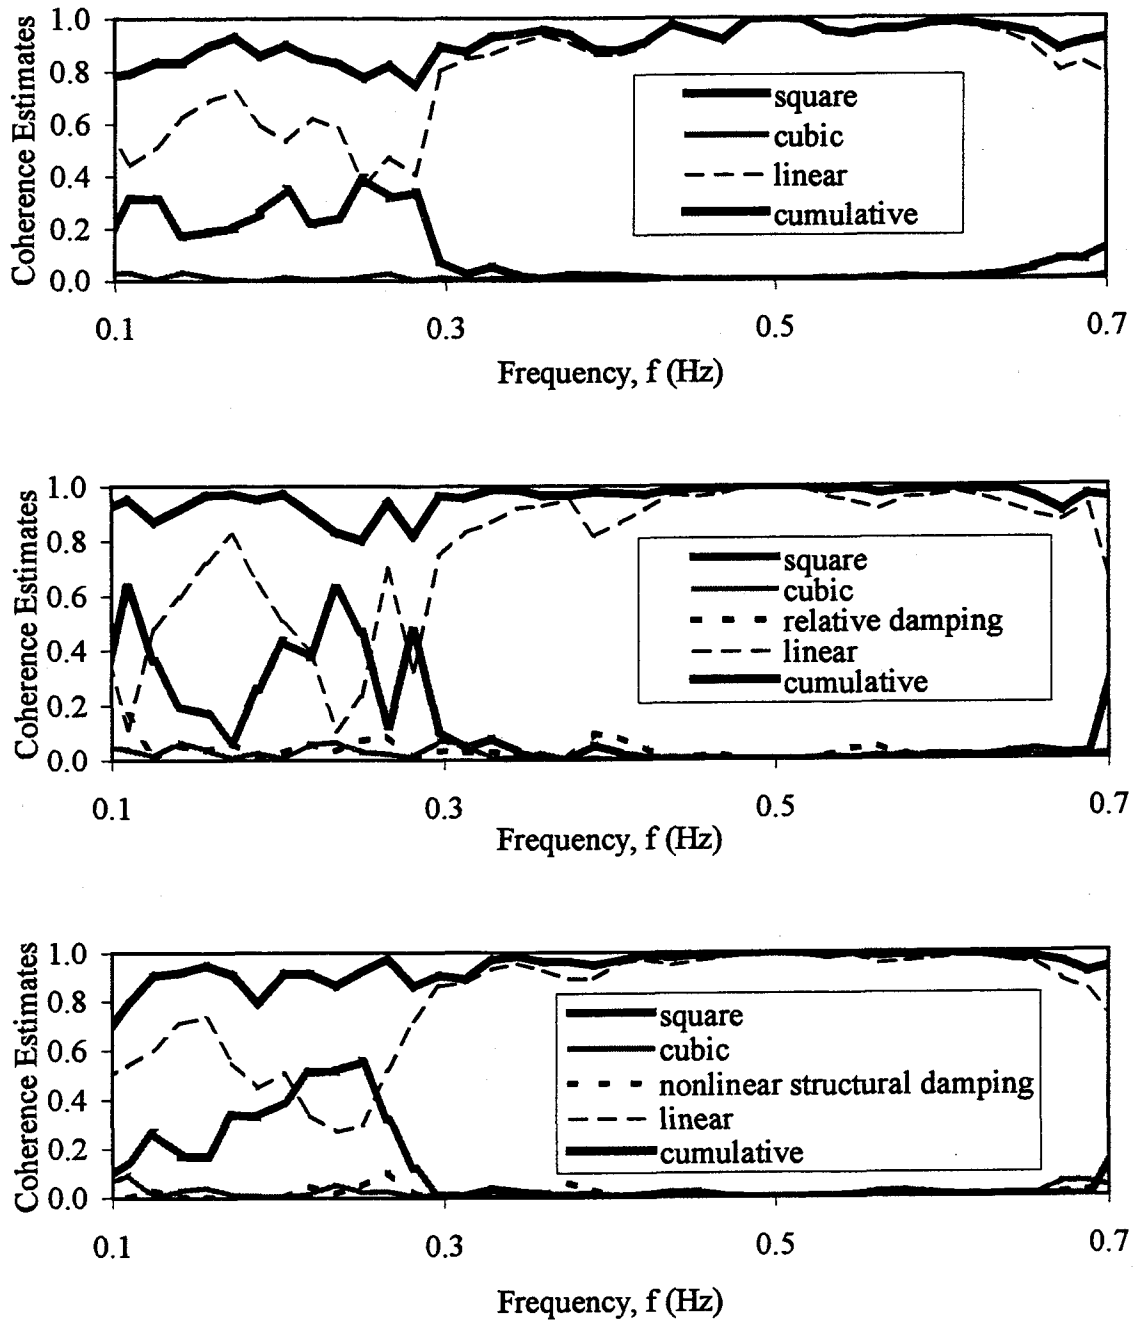 Coherence Estimates
1.0
0.8
0.6
0.4
0.2
0.0
square
cubic
linear
cumulative
0.1
0.3
0.5
0.7
Frequency, f (Hz)
Coherence Estimates
1.0
0.8
0.6
0.4
0.2
0.0
square
cubic
relative damping
linear
cumulative
0.1
0.3
0.5
0.7
Frequency, f (Hz)
Coherence Estimates
1.0
0.8
0.6
0.4
0.2
0.0
square
cubic
nonlinear structural damping
linear
cumulative
0.1
0.3
0.5
0.7
Frequency, f (Hz)